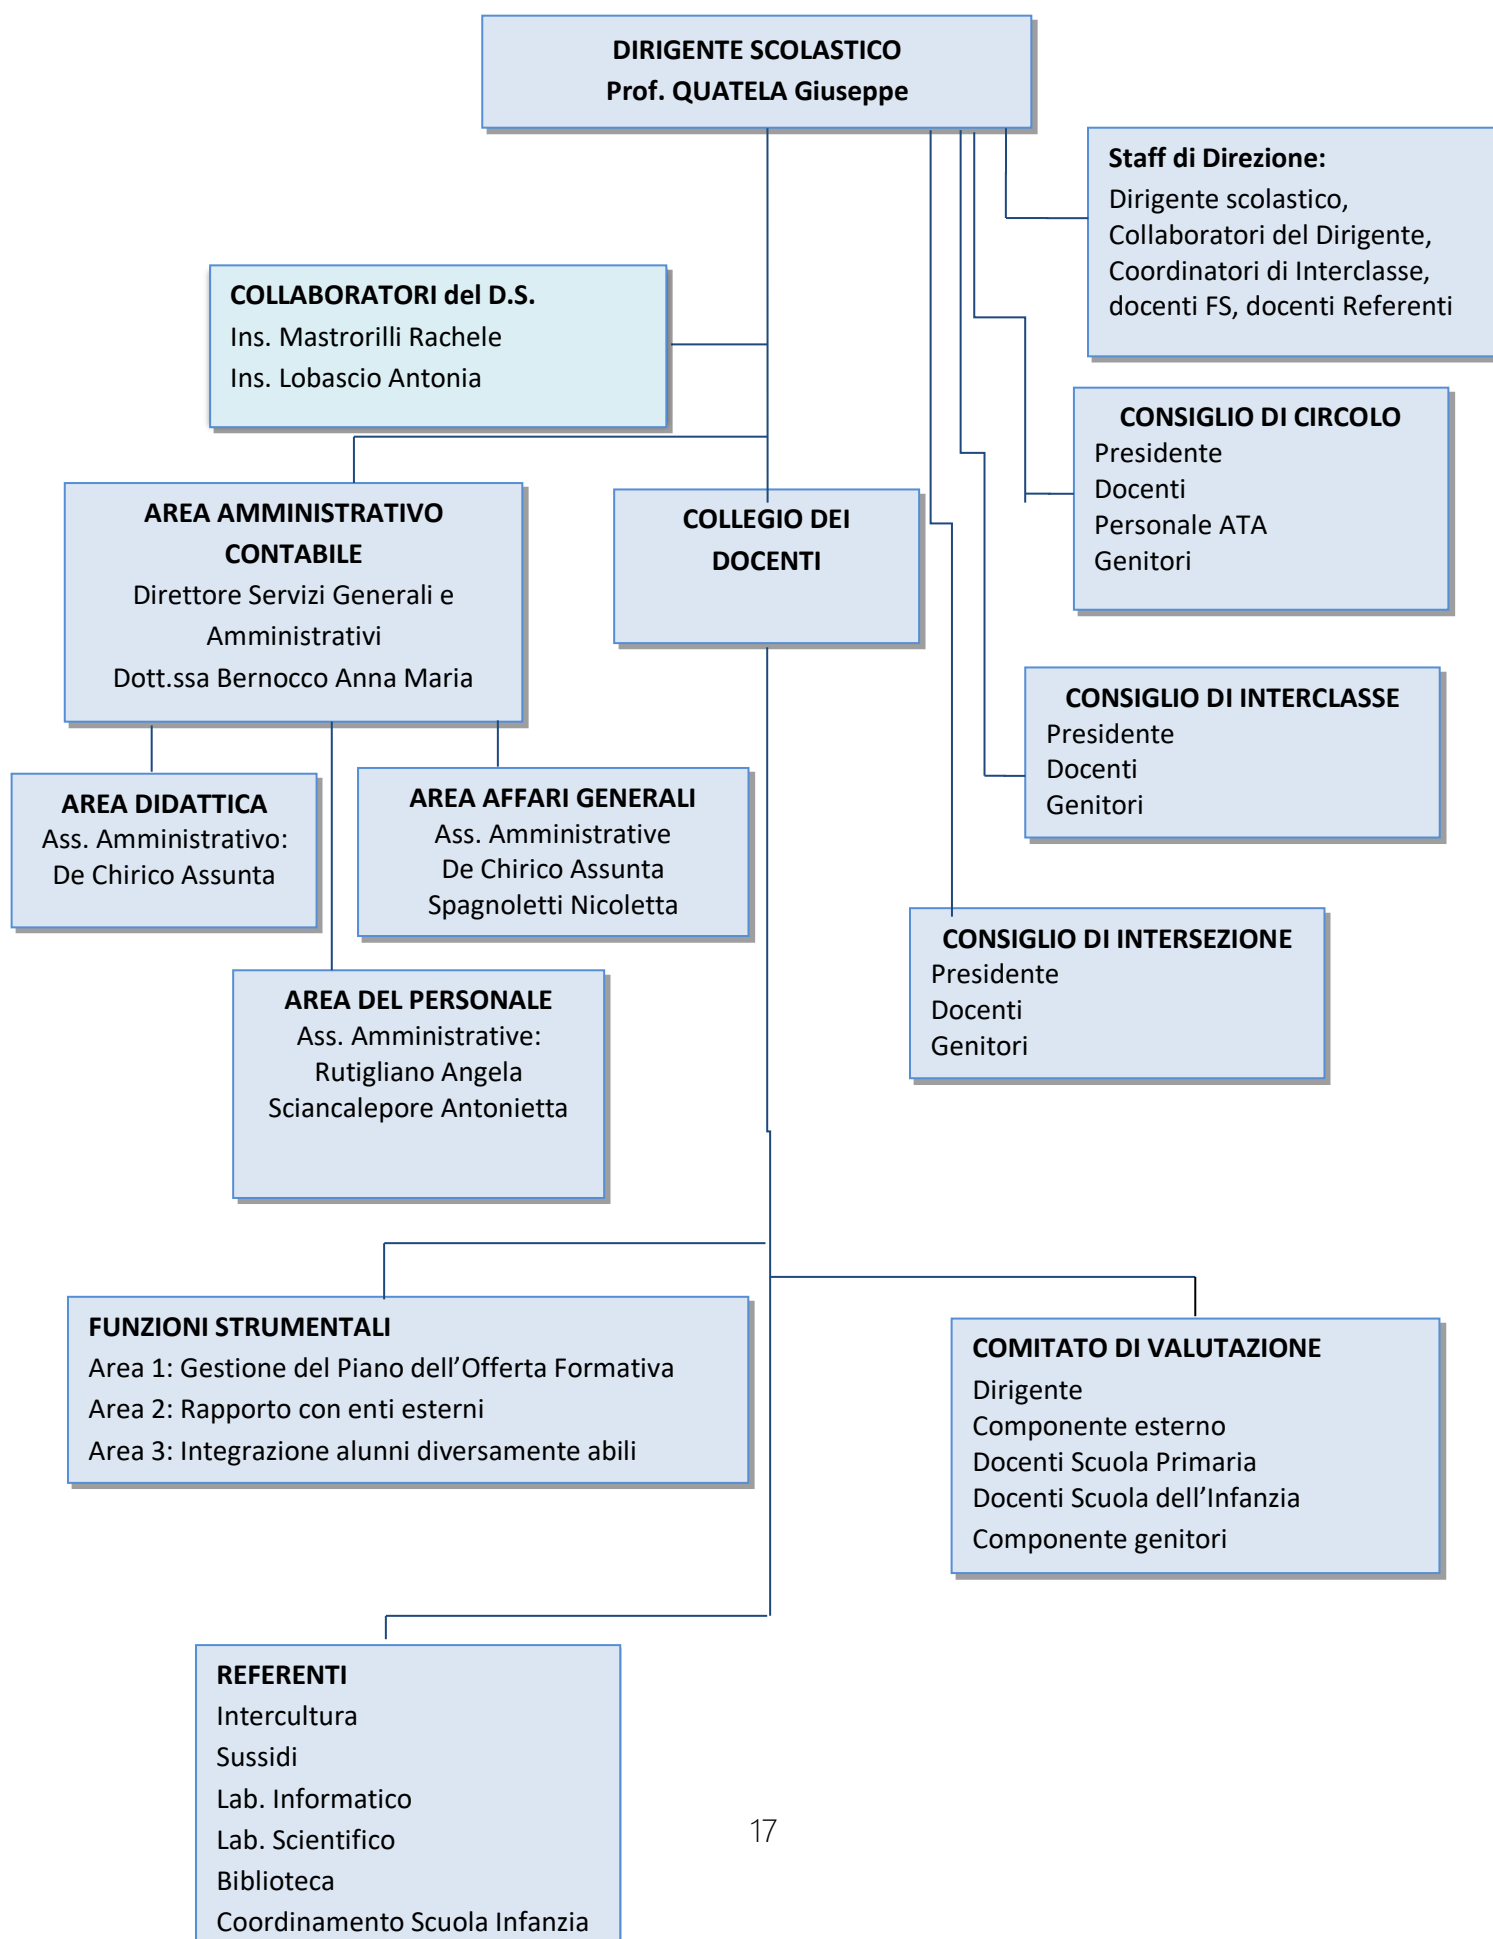 DIRIGENTE SCOLASTICO
Prof. QUATELA Giuseppe
Staff di Direzione:
Dirigente scolastico,
Collaboratori del Dirigente,
Coordinatori di Interclasse,
docenti FS, docenti Referenti
COLLABORATORI del D.S.
Ins. Mastrorilli Rachele
Ins. Lobascio Antonia
CONSIGLIO DI CIRCOLO
Presidente
Docenti
Personale ATA
Genitori
AREA AMMINISTRATIVO
CONTABILE
Direttore Servizi Generali e
Amministrativi
Dott.ssa Bernocco Anna Maria
COLLEGIO DEI
DOCENTI
CONSIGLIO DI INTERCLASSE
Presidente
Docenti
Genitori
AREA DIDATTICA
Ass. Amministrativo:
De Chirico Assunta
AREA AFFARI GENERALI
Ass. Amministrative
De Chirico Assunta
Spagnoletti Nicoletta
CONSIGLIO DI INTERSEZIONE
Presidente
Docenti
Genitori
AREA DEL PERSONALE
Ass. Amministrative:
Rutigliano Angela
Sciancalepore Antonietta
FUNZIONI STRUMENTALI
Area 1: Gestione del Piano dell’Offerta Formativa
Area 2: Rapporto con enti esterni
Area 3: Integrazione alunni diversamente abili
COMITATO DI VALUTAZIONE
Dirigente
Componente esterno
Docenti Scuola Primaria
Docenti Scuola dell’Infanzia
Componente genitori
REFERENTI
Intercultura
Sussidi
Lab. Informatico
Lab. Scientifico
Biblioteca
Coordinamento Scuola Infanzia
17